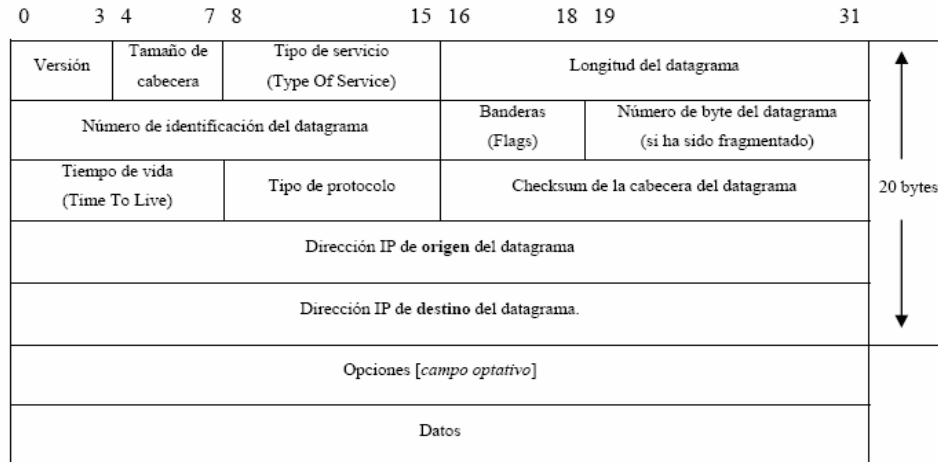 0 3 4 7 8 15 16 18 19 31
Versión
Tamaño de
cabecera
Tipo de servicio
(Type Of Service)
Longitud del datagrama
Número de identificación del datagrama
Banderas
(Flags)
Número de byte del datagrama
(si ha sido fragmentado)
Tiempo de vida
(Time To Live)
Tipo de protocolo
Checksum de la cabecera del datagrama
20 bytes
Dirección IP de origen del datagrama
Dirección IP de destino del datagrama.
Opciones [campo optativo]
Datos